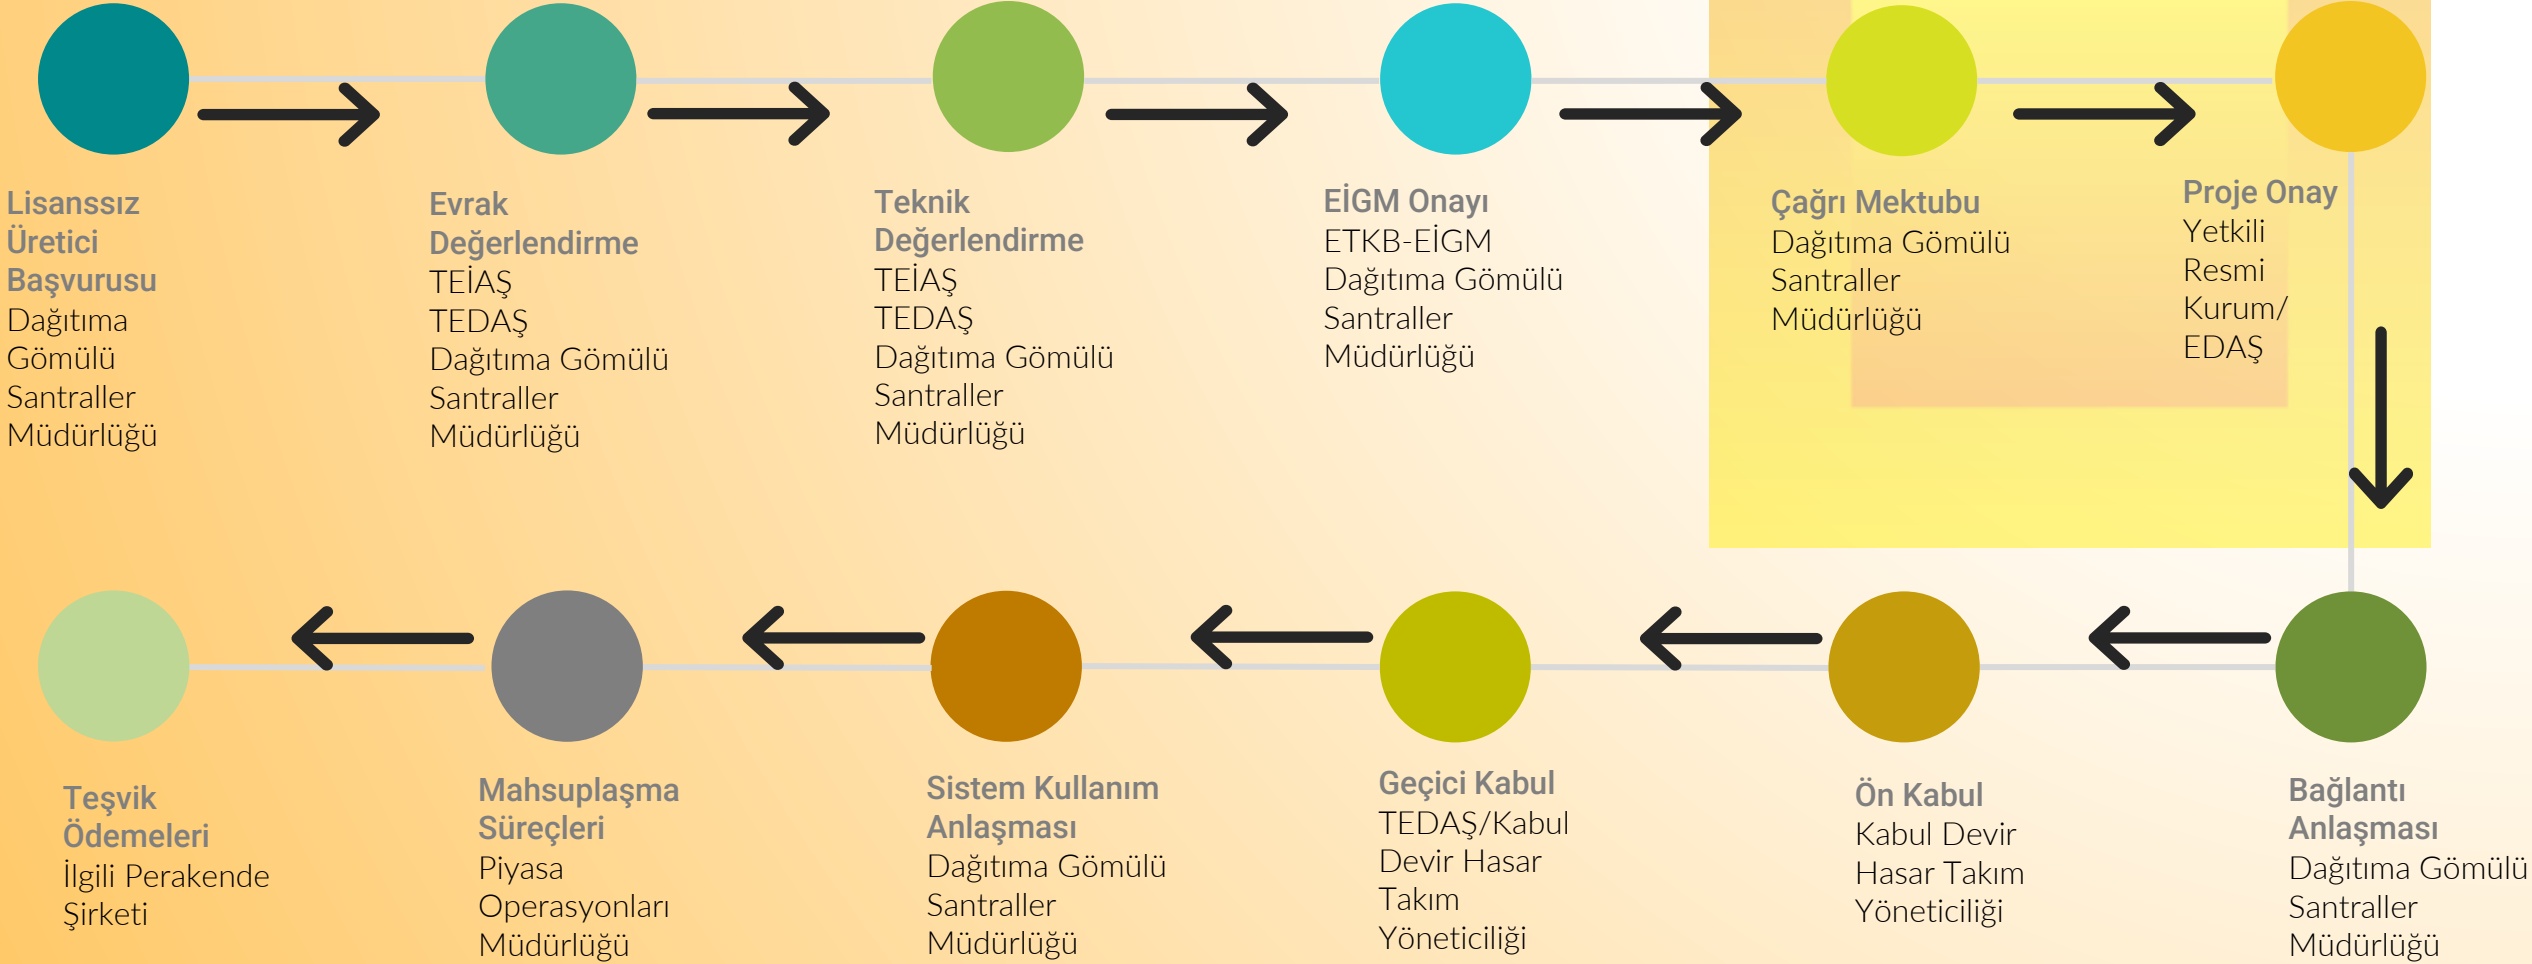 Lisanssız
Üretici
Başvurusu
Dağıtıma
Gömülü
Santraller
Müdürlüğü
Evrak
Değerlendirme
TEİAŞ
TEDAŞ
Dağıtıma Gömülü
Santraller
Müdürlüğü
Teknik
Değerlendirme
TEİAŞ
TEDAŞ
Dağıtıma Gömülü
Santraller
Müdürlüğü
EİGM Onayı
ETKB-EİGM
Dağıtıma Gömülü
Santraller
Müdürlüğü
Çağrı Mektubu
Dağıtıma Gömülü
Santraller
Müdürlüğü
Proje Onay
Yetkili
Resmi
Kurum/
EDAŞ
Bağlantı
Anlaşması
Dağıtıma Gömülü
Santraller
Müdürlüğü
Ön Kabul
Kabul Devir
Hasar Takım
Yöneticiliği
Geçici Kabul
TEDAŞ/Kabul
Devir Hasar
Takım
Yöneticiliği
Sistem Kullanım
Anlaşması
Dağıtıma Gömülü
Santraller
Müdürlüğü
Mahsuplaşma
Süreçleri
Piyasa
Operasyonları
Müdürlüğü
Teşvik
Ödemeleri
İlgili Perakende
Şirketi